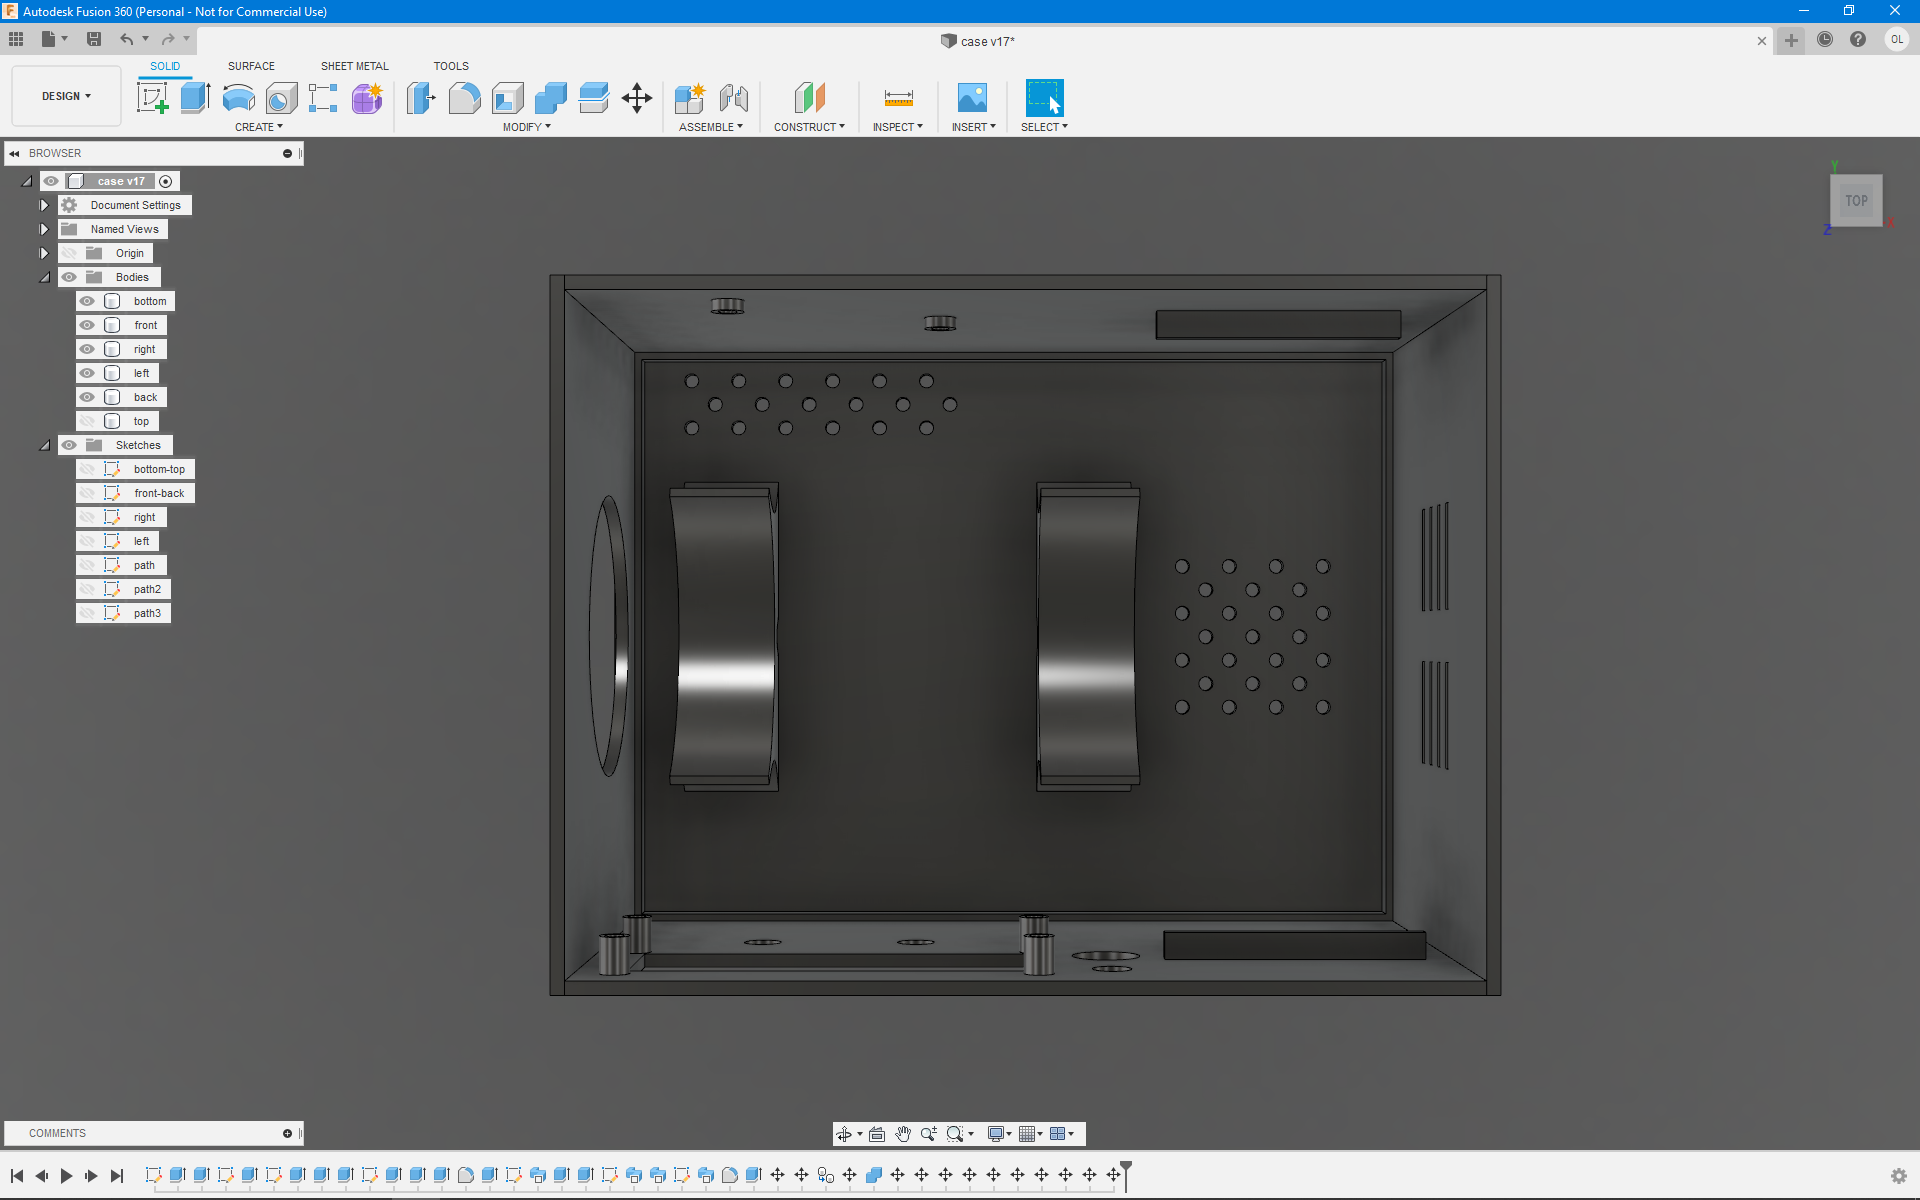 Autodesk Fusion 360 (Personal - Not for Commercial Use)
case v17*
OL
DESIGN
SOLID
SURFACE
SHEET METAL
TOOLS
CREATE
MODIFY
ASSEMBLE
CONSTRUCT
INSPECT
INSERT
SELECT
BROWSER
case v17
Document Settings
Named Views
Origin
Bodies
bottom
front
right
left
back
top
Sketches
bottom-top
front-back
right
left
path
path2
path3
Y
TOP
X
Z
COMMENTS